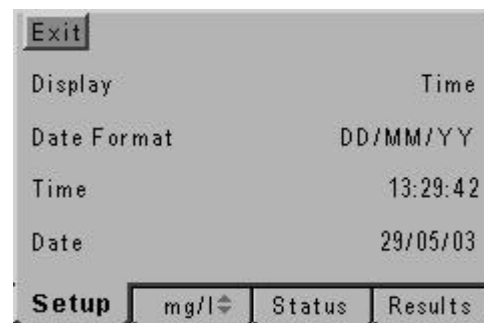 Exit
Display Time
Date Format DD/MM/YY
Time 13:29:42
Date 29/05/03
Setup mg/l Status Results